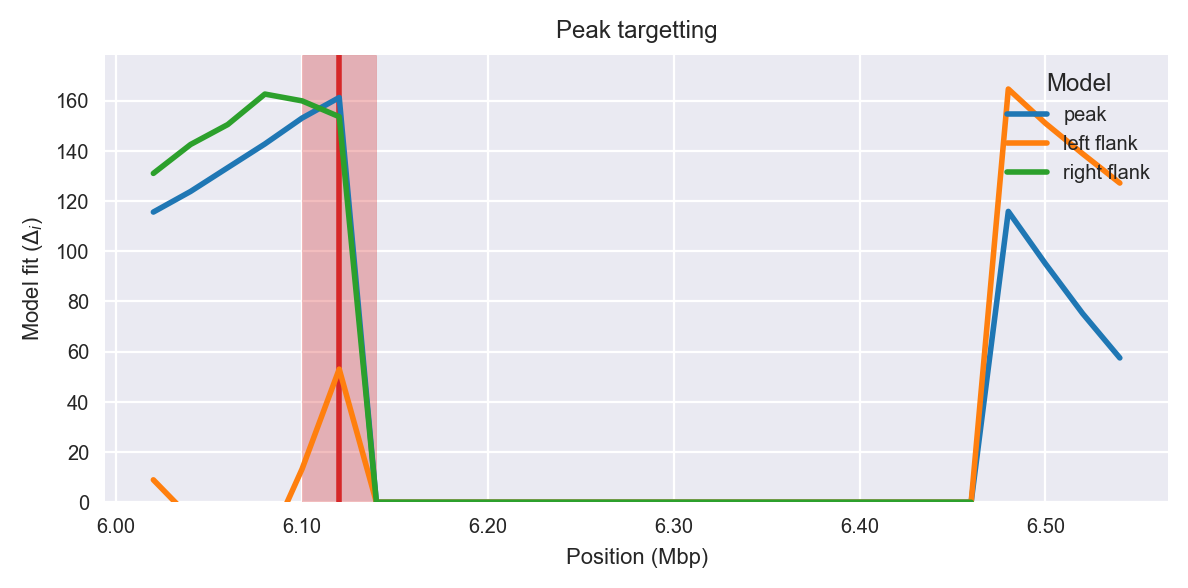 Peak targetting
Model
peak
left flank
right flank
Model fit (Δi)
160
140
120
100
80
60
40
20
0
6.00 6.10 6.20 6.30 6.40 6.50
Position (Mbp)